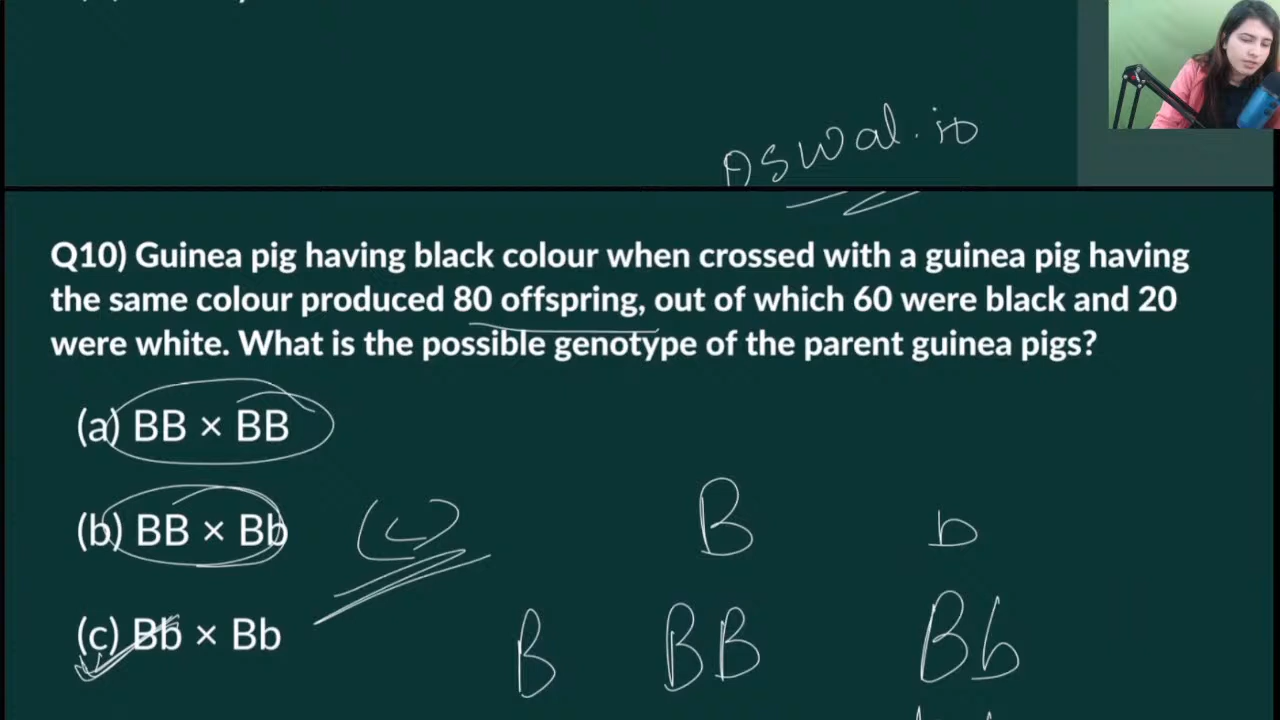 Oswal.io
Q10) Guinea pig having black colour when crossed with a guinea pig having
the same colour produced 80 offspring, out of which 60 were black and 20
were white. What is the possible genotype of the parent guinea pigs?
(a) BB × BB
(b) BB × Bb
(c)
B b
(c) Bb × Bb
B BB Bb